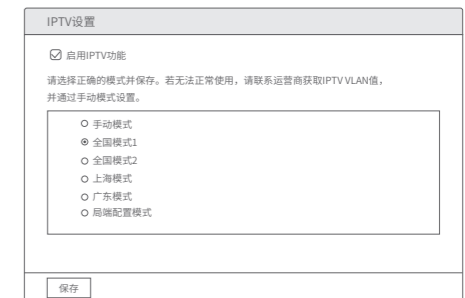 IPTV设置
启用IPTV功能
请选择正确的模式并保存。若无法正常使用，请联系运营商获取IPTV VLAN值，
并通过手动模式设置。
手动模式
全国模式1
全国模式2
上海模式
广东模式
局端配置模式
保存